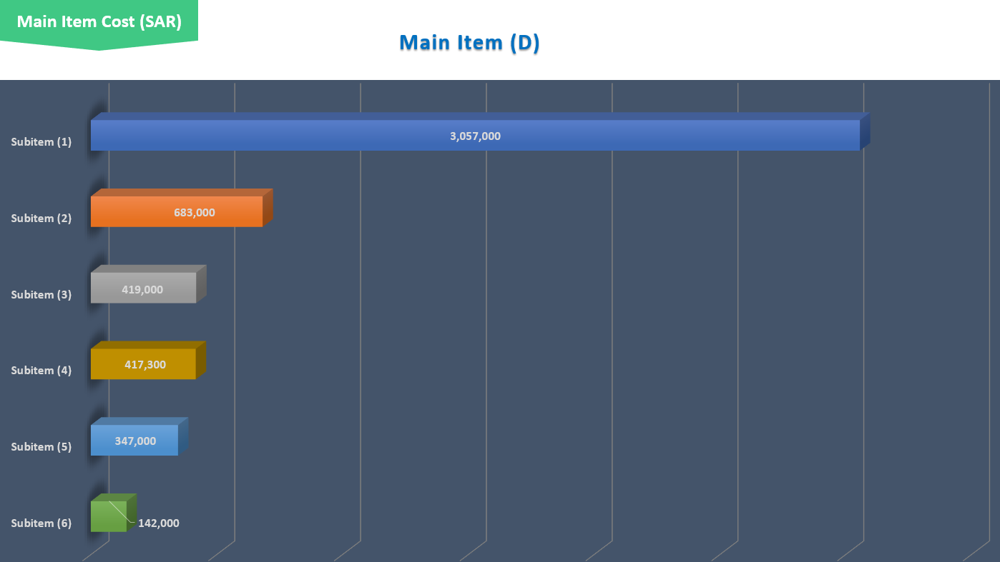 Main Item Cost (SAR)
Main Item (D)
Subitem (1)
3,057,000
Subitem (2)
683,000
Subitem (3)
419,000
Subitem (4)
417,300
Subitem (5)
347,000
Subitem (6)
142,000